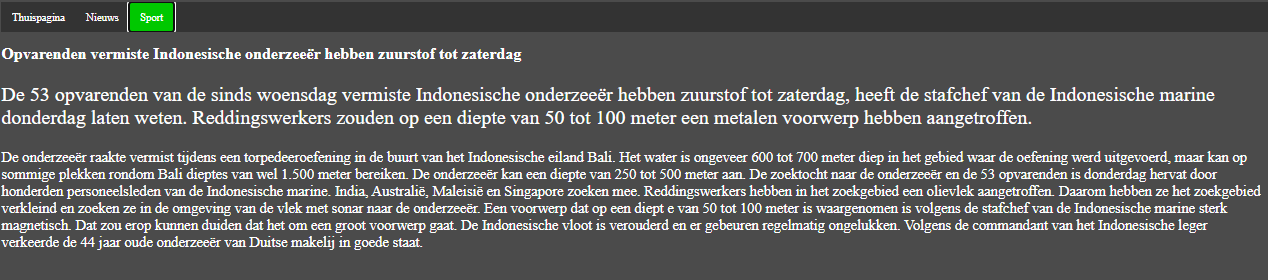 Thuispagina Nieuws Sport
Opvarenden vermiste Indonesische onderzeeër hebben zuurstof tot zaterdag
De 53 opvarenden van de sinds woensdag vermiste Indonesische onderzeeër hebben zuurstof tot zaterdag, heeft de stafchef van de Indonesische marine
donderdag laten weten. Reddingswerkers zouden op een diepte van 50 tot 100 meter een metalen voorwerp hebben aangetroffen.
De onderzeeër raakte vermist tijdens een torpedeeroefening in de buurt van het Indonesische eiland Bali. Het water is ongeveer 600 tot 700 meter diep in het gebied waar de oefening werd uitgevoerd, maar kan op
sommige plekken rondom Bali dieptes van wel 1.500 meter bereiken. De onderzeeër kan een diepte van 250 tot 500 meter aan. De zoektocht naar de onderzeeër en de 53 opvarenden is donderdag hervat door
honderden personeelsleden van de Indonesische marine. India, Australië, Maleisië en Singapore zoeken mee. Reddingswerkers hebben in het zoekgebied een olievlek aangetroffen. Daarom hebben ze het zoekgebied
verkleind en zoeken ze in de omgeving van de vlek met sonar naar de onderzeeër. Een voorwerp dat op een diept e van 50 tot 100 meter is waargenomen is volgens de stafchef van de Indonesische marine sterk
magnetisch. Dat zou erop kunnen duiden dat het om een groot voorwerp gaat. De Indonesische vloot is verouderd en er gebeuren regelmatig ongelukken. Volgens de commandant van het Indonesische leger
verkeerde de 44 jaar oude onderzeeër van Duitse makelij in goede staat.